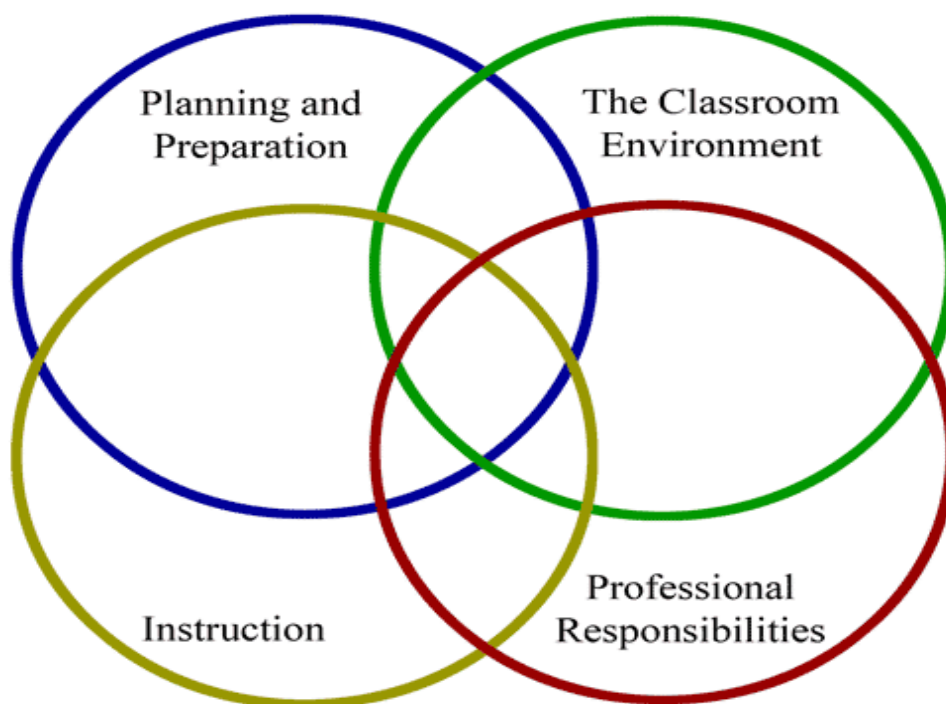 Planning and
Preparation
The Classroom
Environment
Instruction
Professional
Responsibilities